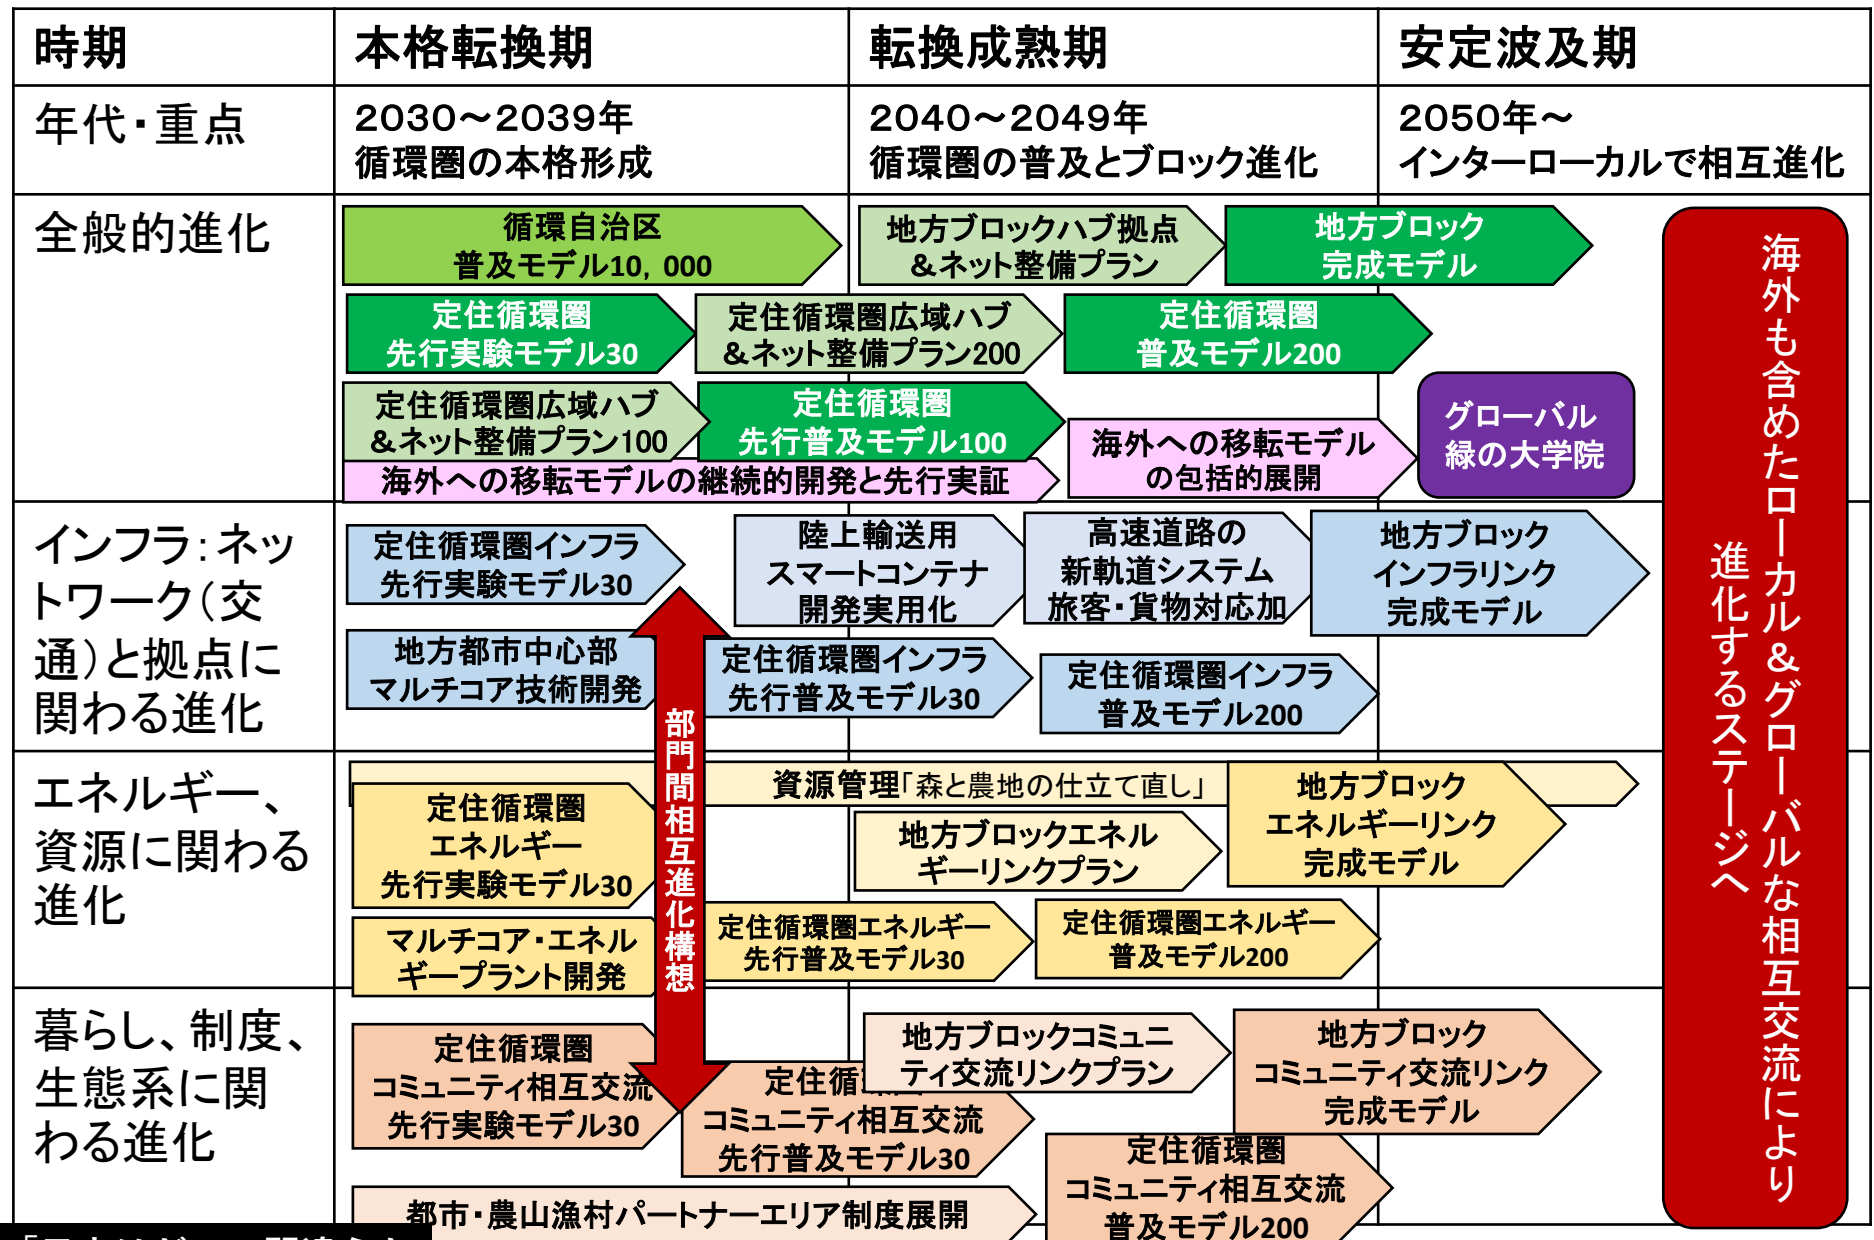 時期
本格転換期
転換成熟期
安定波及期
年代・重点
2030～2039年
循環圏の本格形成
2040～2049年
循環圏の普及とブロック進化
2050年～
インターローカルで相互進化
全般的進化
循環自治区
普及モデル10，000
地方ブロックハブ拠点
＆ネット整備プラン
地方ブロック
完成モデル
定住循環圏
先行実験モデル30
定住循環圏広域ハブ
＆ネット整備プラン200
定住循環圏
普及モデル200
定住循環圏広域ハブ
＆ネット整備プラン100
定住循環圏
先行普及モデル100
海外への移転モデルの継続的開発と先行実証
海外への移転モデル
の包括的展開
グローバル
緑の大学院
インフラ：ネッ
トワーク（交
通）と拠点に
関わる進化
定住循環圏インフラ
先行実験モデル30
陸上輸送用
スマートコンテナ
開発実用化
高速道路の
新軌道システム
旅客・貨物対応加
地方ブロック
インフラリンク
完成モデル
地方都市中心部
マルチコア技術開発
定住循環圏インフラ
先行普及モデル30
定住循環圏インフラ
普及モデル200
エネルギー、
資源に関わる
進化
資源管理「森と農地の仕立て直し」
定住循環圏
エネルギー
先行実験モデル30
地方ブロックエネル
ギーリンクプラン
地方ブロック
エネルギーリンク
完成モデル
マルチコア・エネル
ギープラント開発
定住循環圏エネルギー
先行普及モデル30
定住循環圏エネルギー
普及モデル200
暮らし、制度、
生態系に関
わる進化
定住循環圏
コミュニティ相互交流
先行実験モデル30
定住循
コミュニティ相互交流
先行普及モデル30
地方ブロックコミュニ
ティ交流リンクプラン
地方ブロック
コミュニティ交流リンク
完成モデル
定住循環圏
コミュニティ相互交流
普及モデル200
都市・農山漁村パートナーエリア制度展開
部門間相互進化構想
海外も含めたローカル＆グローバルな相互交流により
進化するステージへ